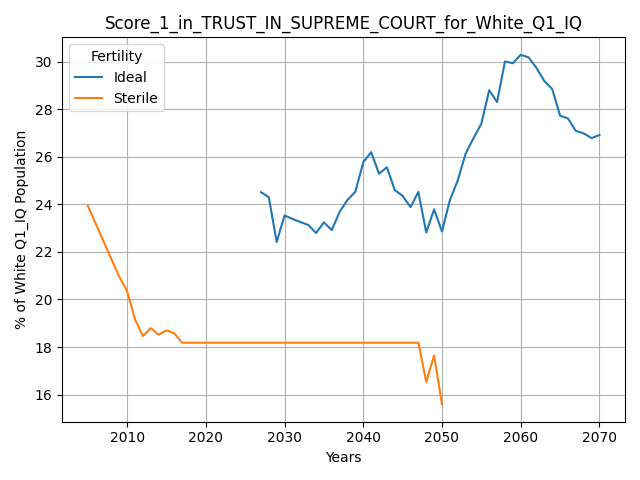 Score_1_in_TRUST_IN_SUPREME_COURT_for_White_Q1_IQ
Fertility
Ideal
Sterile
% of White Q1_IQ Population
30
28
26
24
22
20
18
16
2010 2020 2030 2040 2050 2060 2070
Years